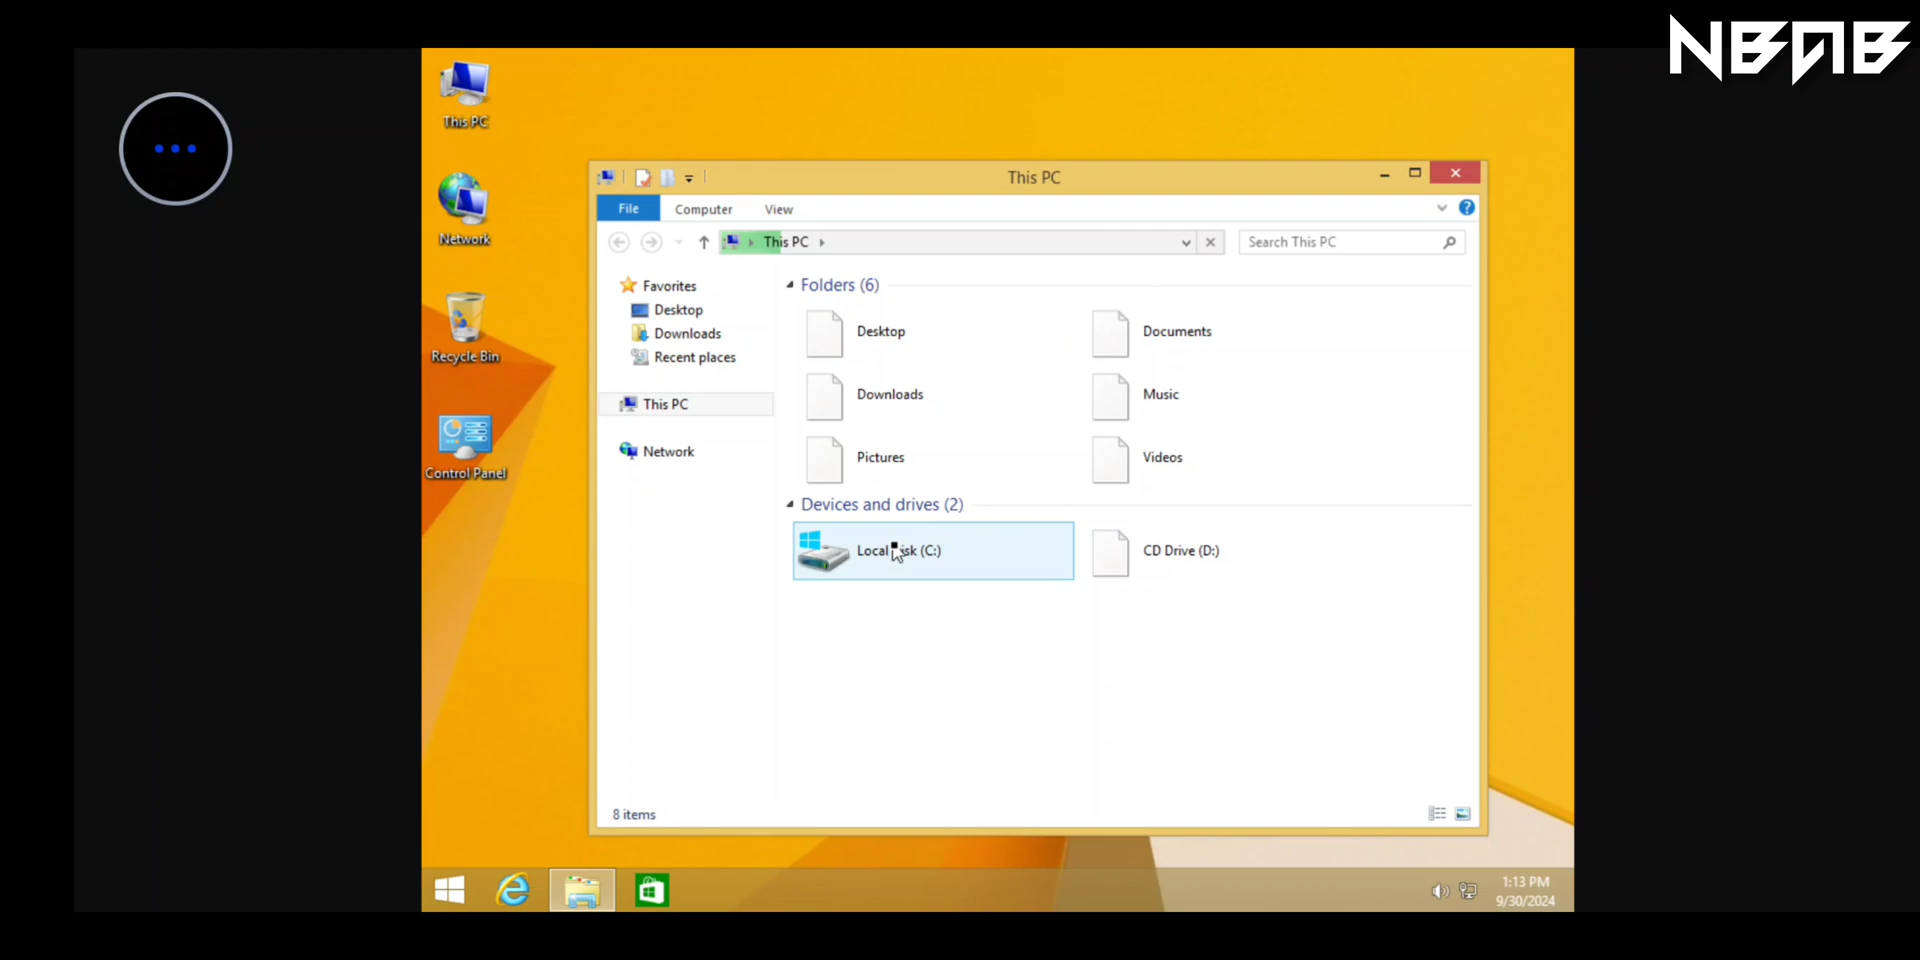 NBAB
This PC
Network
Recycle Bin
Control Panel
This PC
File Computer View
This PC
Search This PC
Favorites
Desktop
Downloads
Recent places
This PC
Network
Folders (6)
Desktop
Documents
Downloads
Music
Pictures
Videos
Devices and drives (2)
Local Disk (C:)
CD Drive (D:)
8 items
1:13 PM
9/30/2024